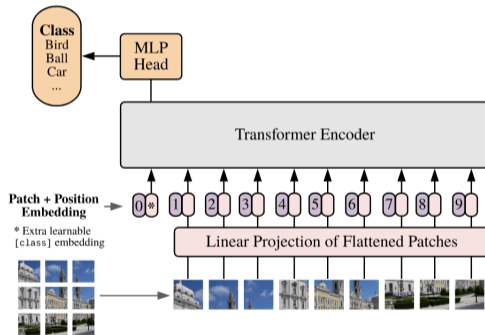 Class
Bird
Ball
Car
...
MLP
Head
Transformer Encoder
Patch + Position
Embedding
0 * 1 2 3 4 5 6 7 8 9
* Extra learnable
[class] embedding
Linear Projection of Flattened Patches